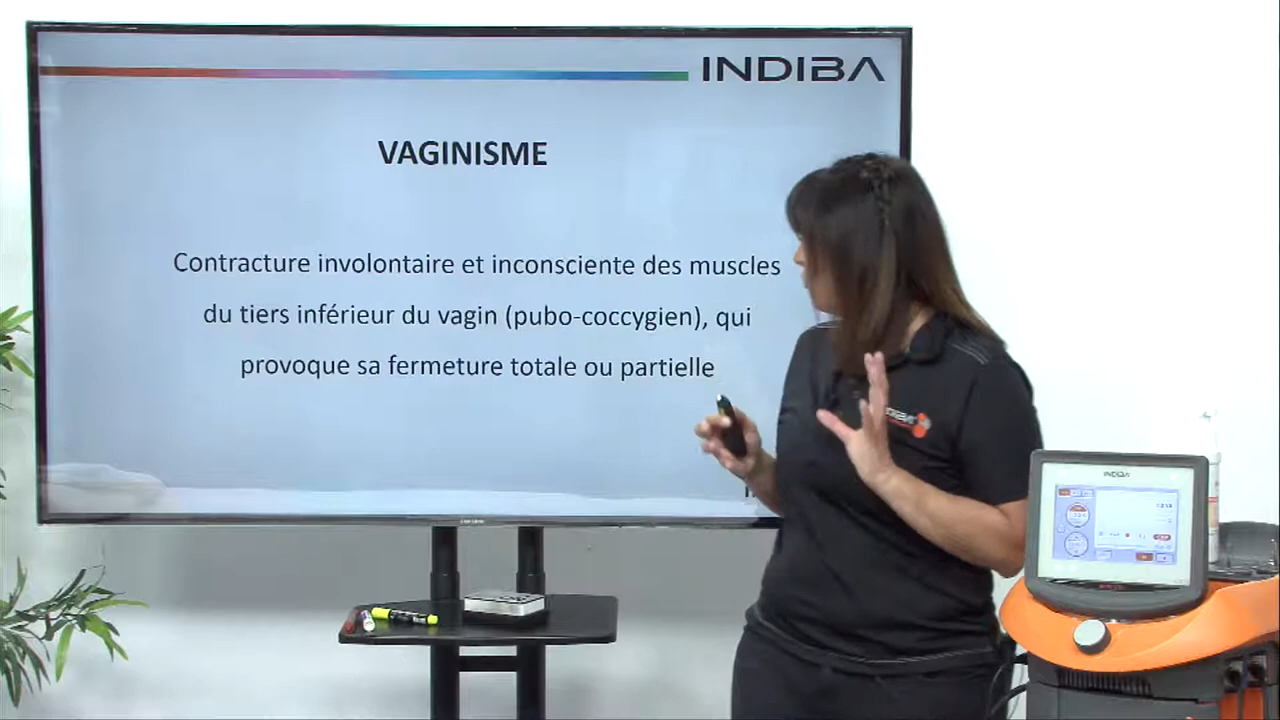 INDIBA
VAGINISME
Contracture involontaire et inconsciente des muscles
du tiers inférieur du vagin (pubo-coccygien), qui
provoque sa fermeture totale ou partielle
INDIBA